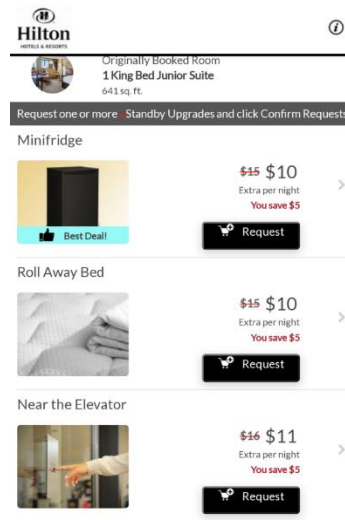 Hilton
HOTELS & RESORTS
Originally Booked Room
1 King Bed Junior Suite
641 sq. ft.
Request one or more eStandby Upgrades and click Confirm Requests
Minifridge
$15 $10
Extra per night
You save $5
Best Deal!
Request
Roll Away Bed
$15 $10
Extra per night
You save $5
Request
Near the Elevator
$16 $11
Extra per night
You save $5
Request